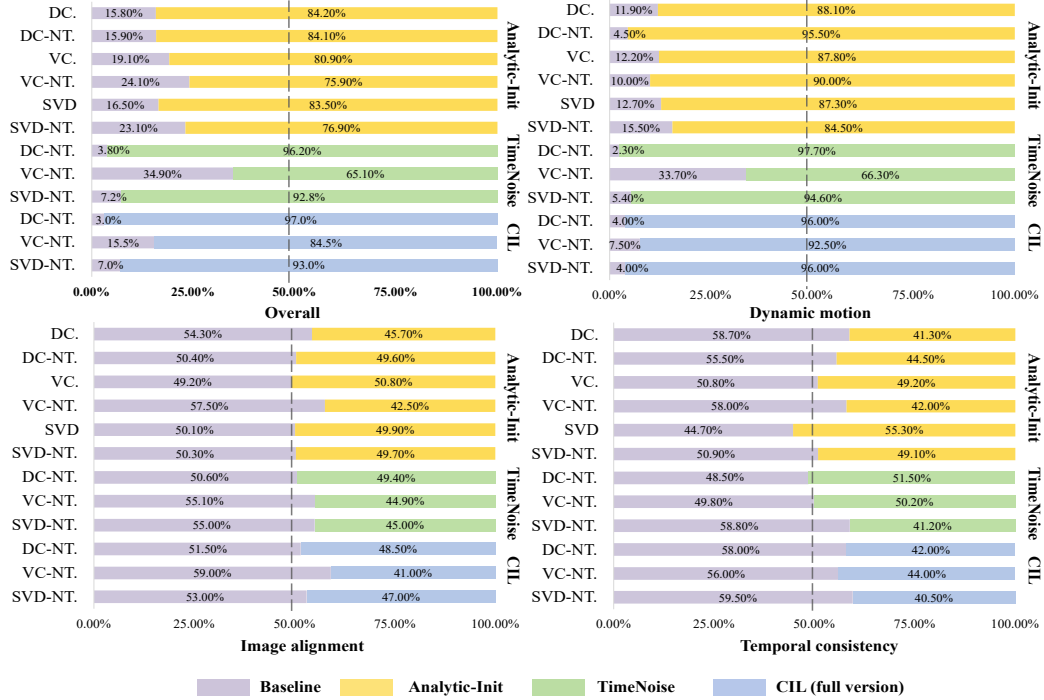 DC. 15.80% 84.20%
DC-NT. 15.90% 84.10%
VC. 19.10% 80.90%
VC-NT. 24.10% 75.90%
SVD 16.50% 83.50%
SVD-NT. 23.10% 76.90%
DC-NT. 3.80% 96.20%
VC-NT. 34.90% 65.10%
SVD-NT. 7.2% 92.8%
DC-NT. 3.0% 97.0%
VC-NT. 15.5% 84.5%
SVD-NT. 7.0% 93.0%
0.00% 25.00% 50.00% 75.00% 100.00%
Overall
Analytic-Init
TimeNoise
CIL
DC. 11.90% 88.10%
DC-NT. 4.50% 95.50%
VC. 12.20% 87.80%
VC-NT. 10.00% 90.00%
SVD 12.70% 87.30%
SVD-NT. 15.50% 84.50%
DC-NT. 2.30% 97.70%
VC-NT. 33.70% 66.30%
SVD-NT. 5.40% 94.60%
DC-NT. 4.00% 96.00%
VC-NT. 7.50% 92.50%
SVD-NT. 4.00% 96.00%
0.00% 25.00% 50.00% 75.00% 100.00%
Dynamic motion
Analytic-Init
TimeNoise
CIL
DC. 54.30% 45.70%
DC-NT. 50.40% 49.60%
VC. 49.20% 50.80%
VC-NT. 57.50% 42.50%
SVD 50.10% 49.90%
SVD-NT. 50.30% 49.70%
DC-NT. 50.60% 49.40%
VC-NT. 55.10% 44.90%
SVD-NT. 55.00% 45.00%
DC-NT. 51.50% 48.50%
VC-NT. 59.00% 41.00%
SVD-NT. 53.00% 47.00%
0.00% 25.00% 50.00% 75.00% 100.00%
Image alignment
Analytic-Init
TimeNoise
CIL
DC. 58.70% 41.30%
DC-NT. 55.50% 44.50%
VC. 50.80% 49.20%
VC-NT. 58.00% 42.00%
SVD 44.70% 55.30%
SVD-NT. 50.90% 49.10%
DC-NT. 48.50% 51.50%
VC-NT. 49.80% 50.20%
SVD-NT. 58.80% 41.20%
DC-NT. 58.00% 42.00%
VC-NT. 56.00% 44.00%
SVD-NT. 59.50% 40.50%
0.00% 25.00% 50.00% 75.00% 100.00%
Temporal consistency
Analytic-Init
TimeNoise
CIL
Baseline Analytic-Init TimeNoise CIL (full version)